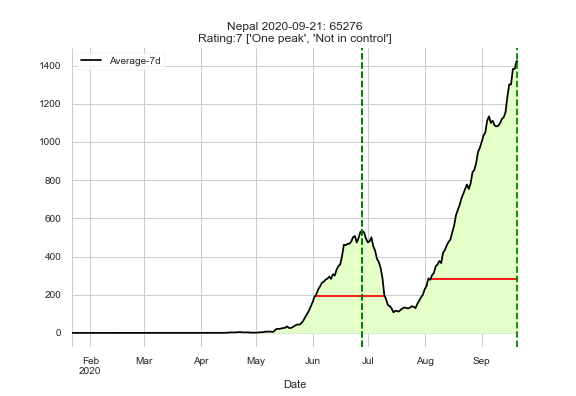 Nepal 2020-09-21: 65276
Rating:7 ['One peak', 'Not in control']
Average-7d
1400
1200
1000
800
600
400
200
0
Feb Mar Apr May Jun Jul Aug Sep
2020
Date